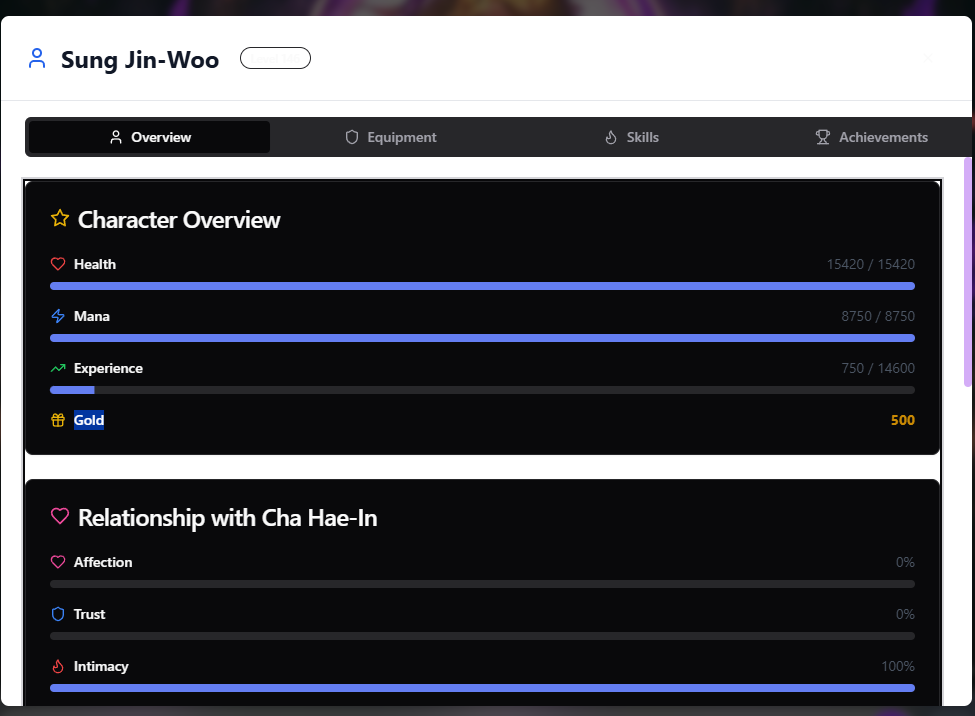 Sung Jin-Woo
Overview Equipment Skills Achievements
Character Overview
Health 15420 / 15420
Mana 8750 / 8750
Experience 750 / 14600
Gold 500
Relationship with Cha Hae-In
Affection 0%
Trust 0%
Intimacy 100%